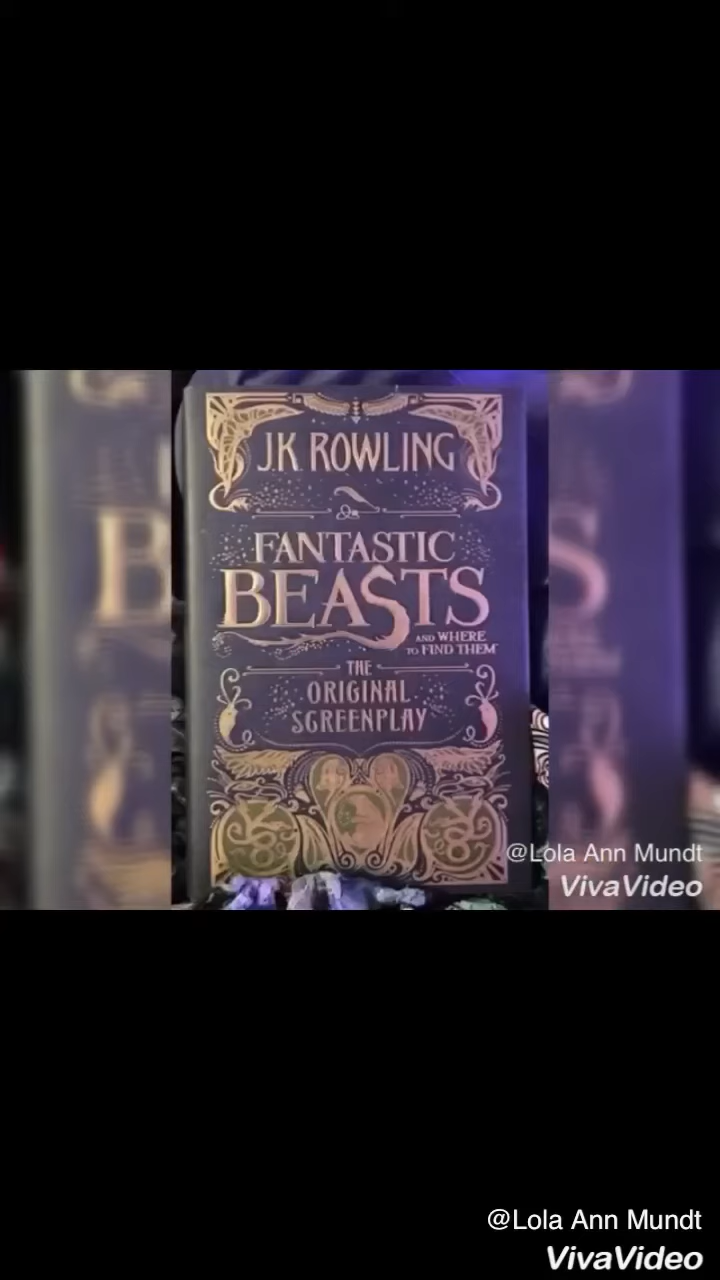 J.K. ROWLING
FANTASTIC
BEASTS
AND WHERE
TO FIND THEM
THE
ORIGINAL
SCREENPLAY
B
S
@Lola Ann Mundt
VivaVideo
@Lola Ann Mundt
VivaVideo